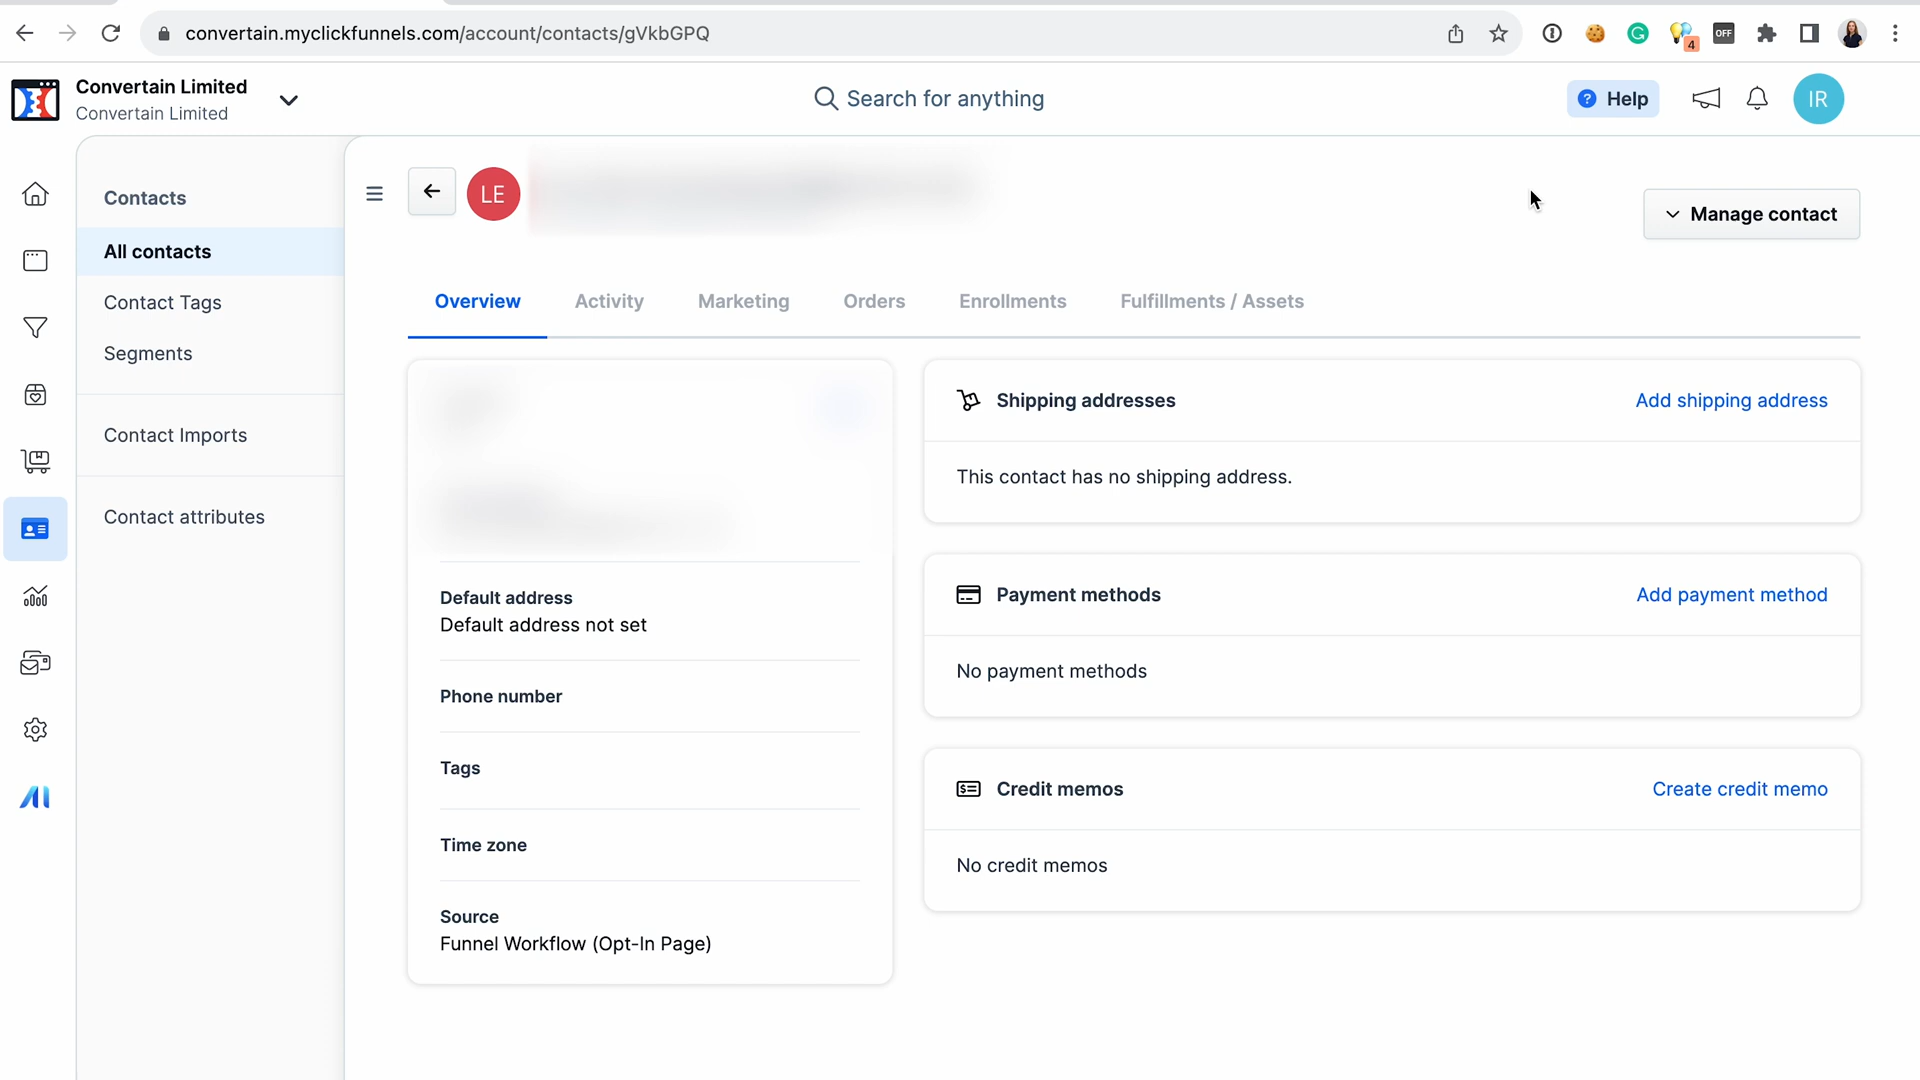 convertain.myclickfunnels.com/account/contacts/gVkbGPQ
4
OFF
Convertain Limited
Convertain Limited
Search for anything
? Help
IR
Contacts
All contacts
Contact Tags
Segments
Contact Imports
Contact attributes
LE
Manage contact
Overview
Activity
Marketing
Orders
Enrollments
Fulfillments / Assets
Default address
Default address not set
Phone number
Tags
Time zone
Source
Funnel Workflow (Opt-In Page)
Shipping addresses
Add shipping address
This contact has no shipping address.
Payment methods
Add payment method
No payment methods
Credit memos
Create credit memo
No credit memos